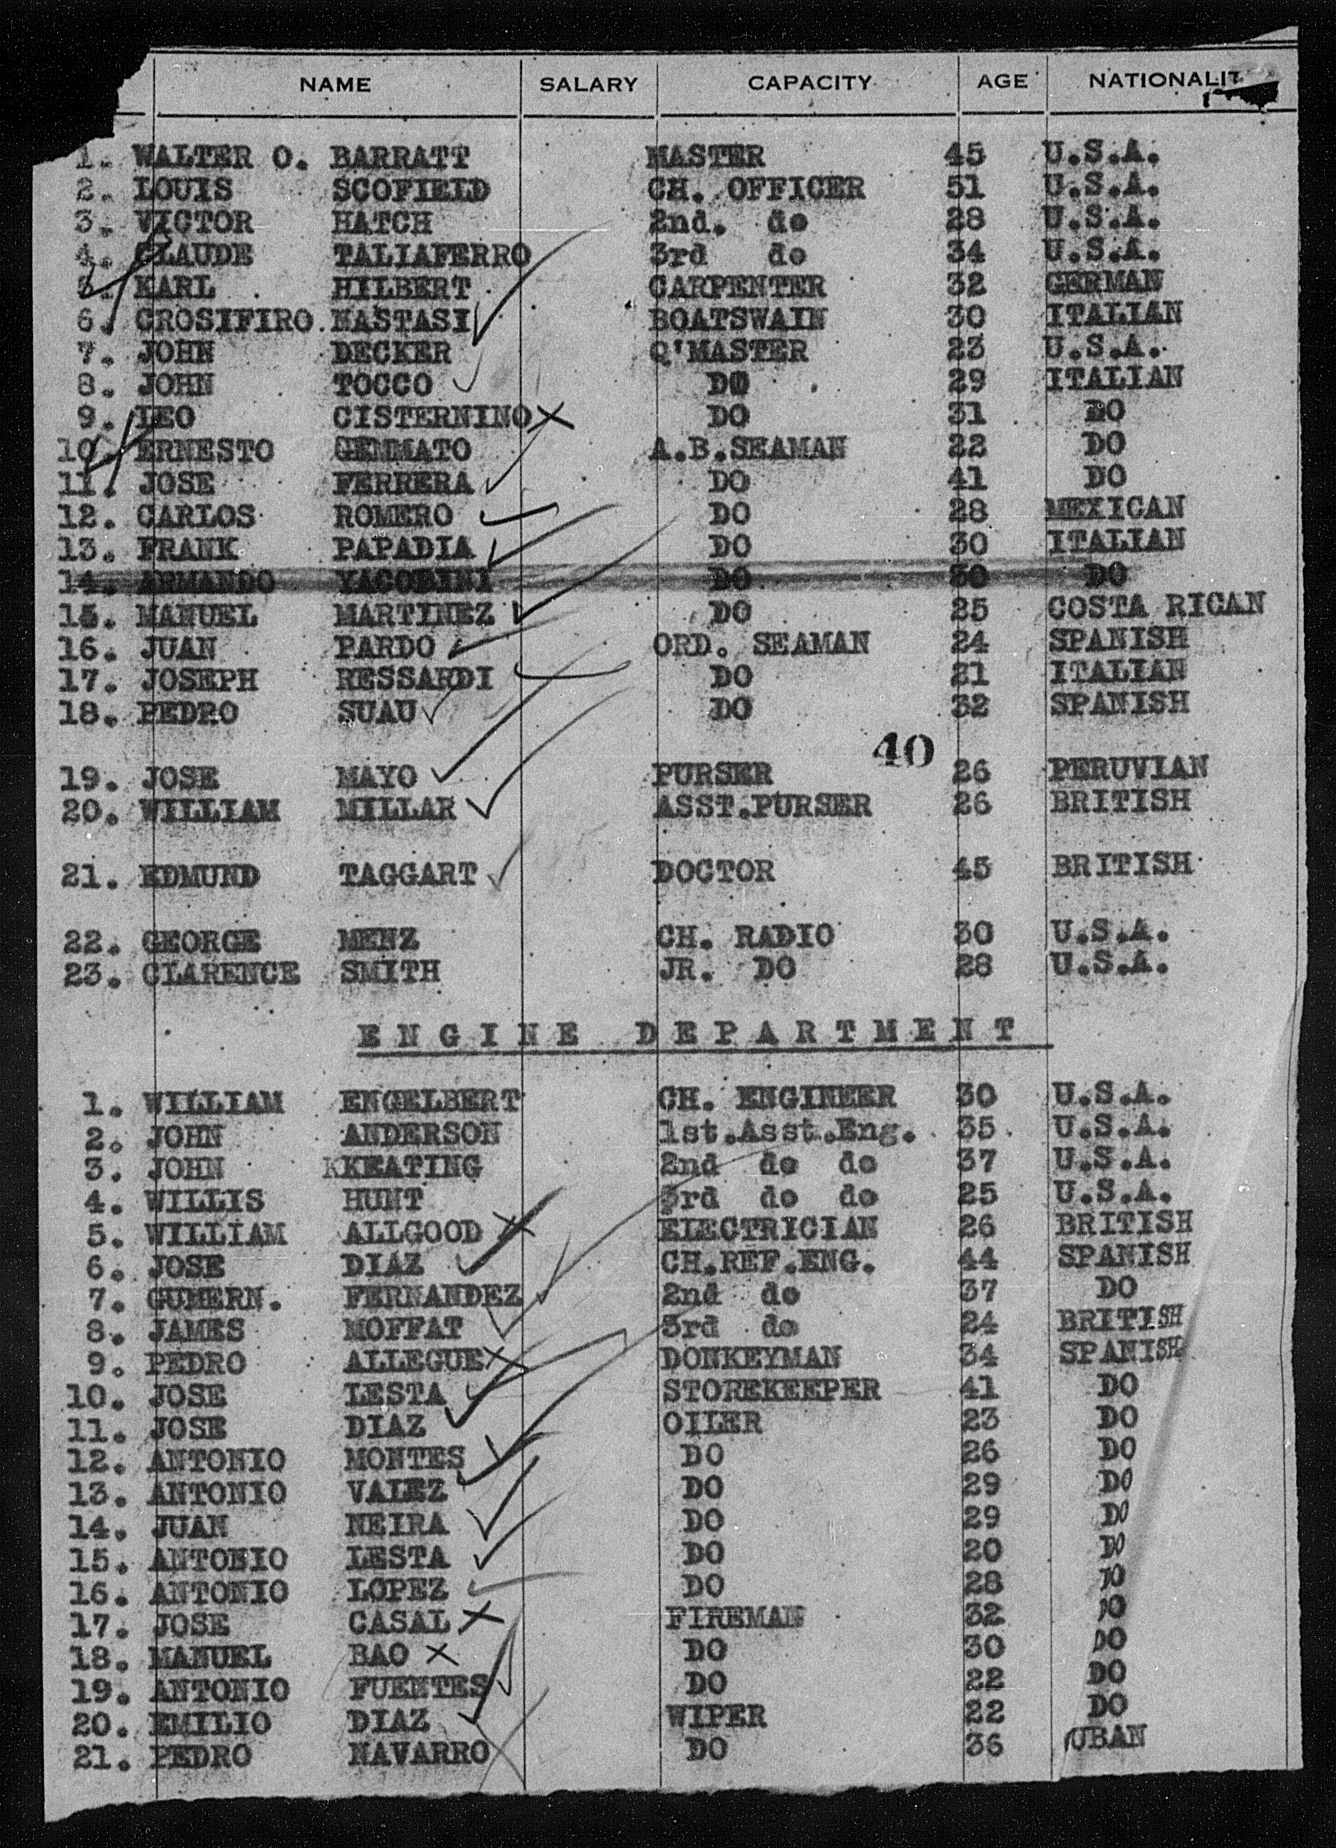 NAME SALARY CAPACITY AGE NATIONALIT
1. WALTER O. BARRATT MASTER 45 U.S.A.
2. LOUIS SCOFIELD CH. OFFICER 51 U.S.A.
3. VICTOR HATCH 2nd. do 28 U.S.A.
4. CLAUDE TALIAFERRO 3rd do 34 U.S.A.
5. KARL HILBERT CARPENTER 32 GERMAN
6. CROSIFIRO NASTASI BOATSWAIN 30 ITALIAN
7. JOHN DECKER Q'MASTER 23 U.S.A.
8. JOHN TOCCO DO 29 ITALIAN
9. LEO CISTERNINO DO 31 DO
10. ERNESTO GEMMATO A.B.SEAMAN 22 DO
11. JOSE FERRERA DO 41 DO
12. CARLOS ROMERO DO 28 MEXICAN
13. FRANK PAPADIA DO 30 ITALIAN
14. ARMANDO YACOBINI DO 30 DO
15. MANUEL MARTINEZ DO 25 COSTA RICAN
16. JUAN PARDO ORD. SEAMAN 24 SPANISH
17. JOSEPH RESSARDI DO 21 ITALIAN
18. PEDRO SUAU DO 32 SPANISH
40
19. JOSE MAYO PURSER 26 PERUVIAN
20. WILLIAM MILLAR ASST.PURSER 26 BRITISH
21. EDMUND TAGGART DOCTOR 45 BRITISH
22. GEORGE MENZ CH. RADIO 30 U.S.A.
23. CLARENCE SMITH JR. DO 28 U.S.A.
ENGINE DEPARTMENT
1. WILLIAM ENGELBERT CH. ENGINEER 30 U.S.A.
2. JOHN ANDERSON 1st.Asst.Eng. 35 U.S.A.
3. JOHN KKEATING 2nd do do 37 U.S.A.
4. WILLIS HUNT 3rd do do 25 U.S.A.
5. WILLIAM ALLGOOD ELECTRICIAN 26 BRITISH
6. JOSE DIAZ CH.REF.ENG. 44 SPANISH
7. GUMERN. FERNANDEZ 2nd do 37 DO
8. JAMES MOFFAT 3rd do 24 BRITISH
9. PEDRO ALLEGUE DONKEYMAN 34 SPANISH
10. JOSE LESTA STOREKEEPER 41 DO
11. JOSE DIAZ OILER 23 DO
12. ANTONIO MONTES DO 26 DO
13. ANTONIO VALEZ DO 29 DO
14. JUAN NEIRA DO 29 DO
15. ANTONIO LESTA DO 20 DO
16. ANTONIO LOPEZ DO 28 DO
17. JOSE CASAL FIREMAN 32 DO
18. MANUEL BAO DO 30 DO
19. ANTONIO FUENTES DO 22 DO
20. EMILIO DIAZ WIPER 22 DO
21. PEDRO NAVARRO DO 36 CUBAN